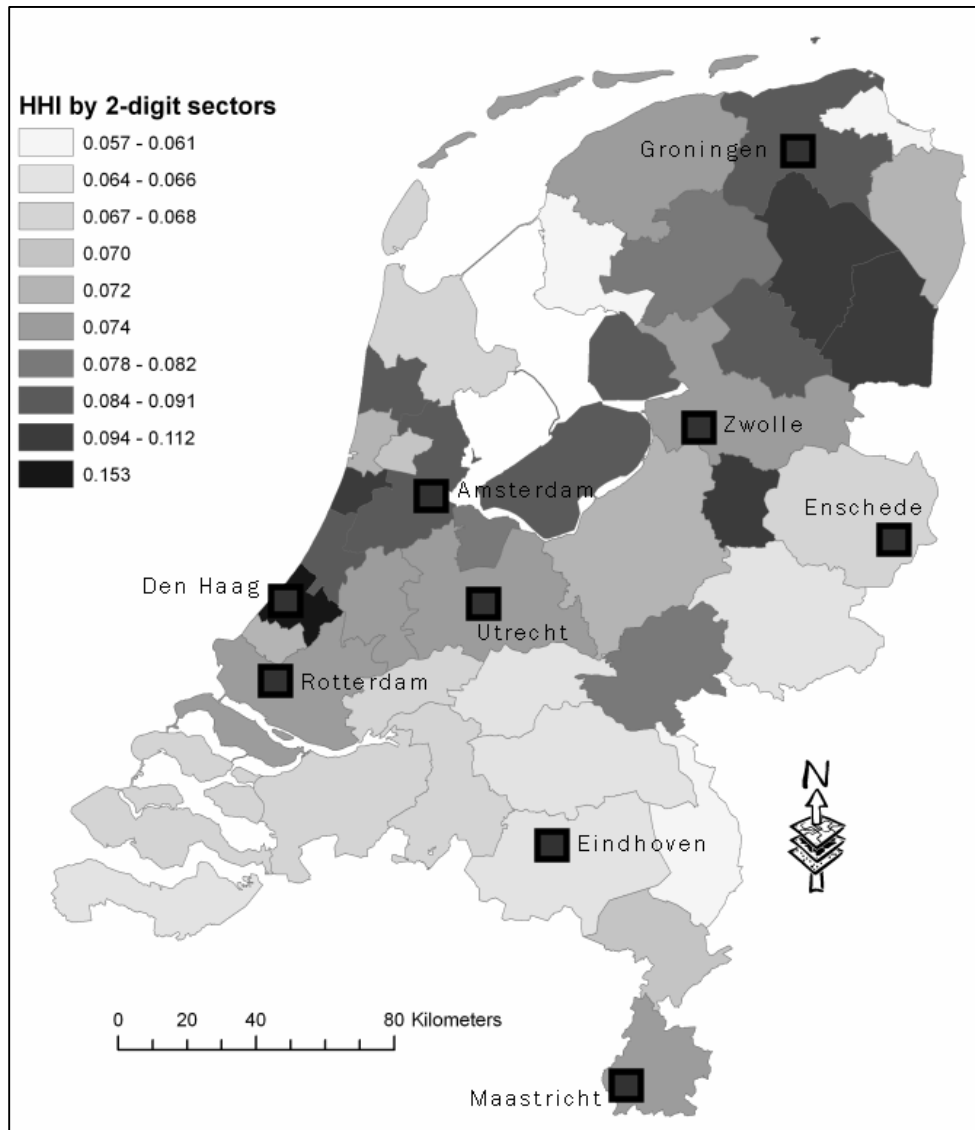 HHI by 2-digit sectors
0.057 - 0.061
0.064 - 0.066
0.067 - 0.068
0.070
0.072
0.074
0.078 - 0.082
0.084 - 0.091
0.094 - 0.112
0.153
Groningen
Zwolle
Amsterdam
Enschede
Den Haag
Utrecht
Rotterdam
N
Eindhoven
0 20 40 80 Kilometers
Maastricht